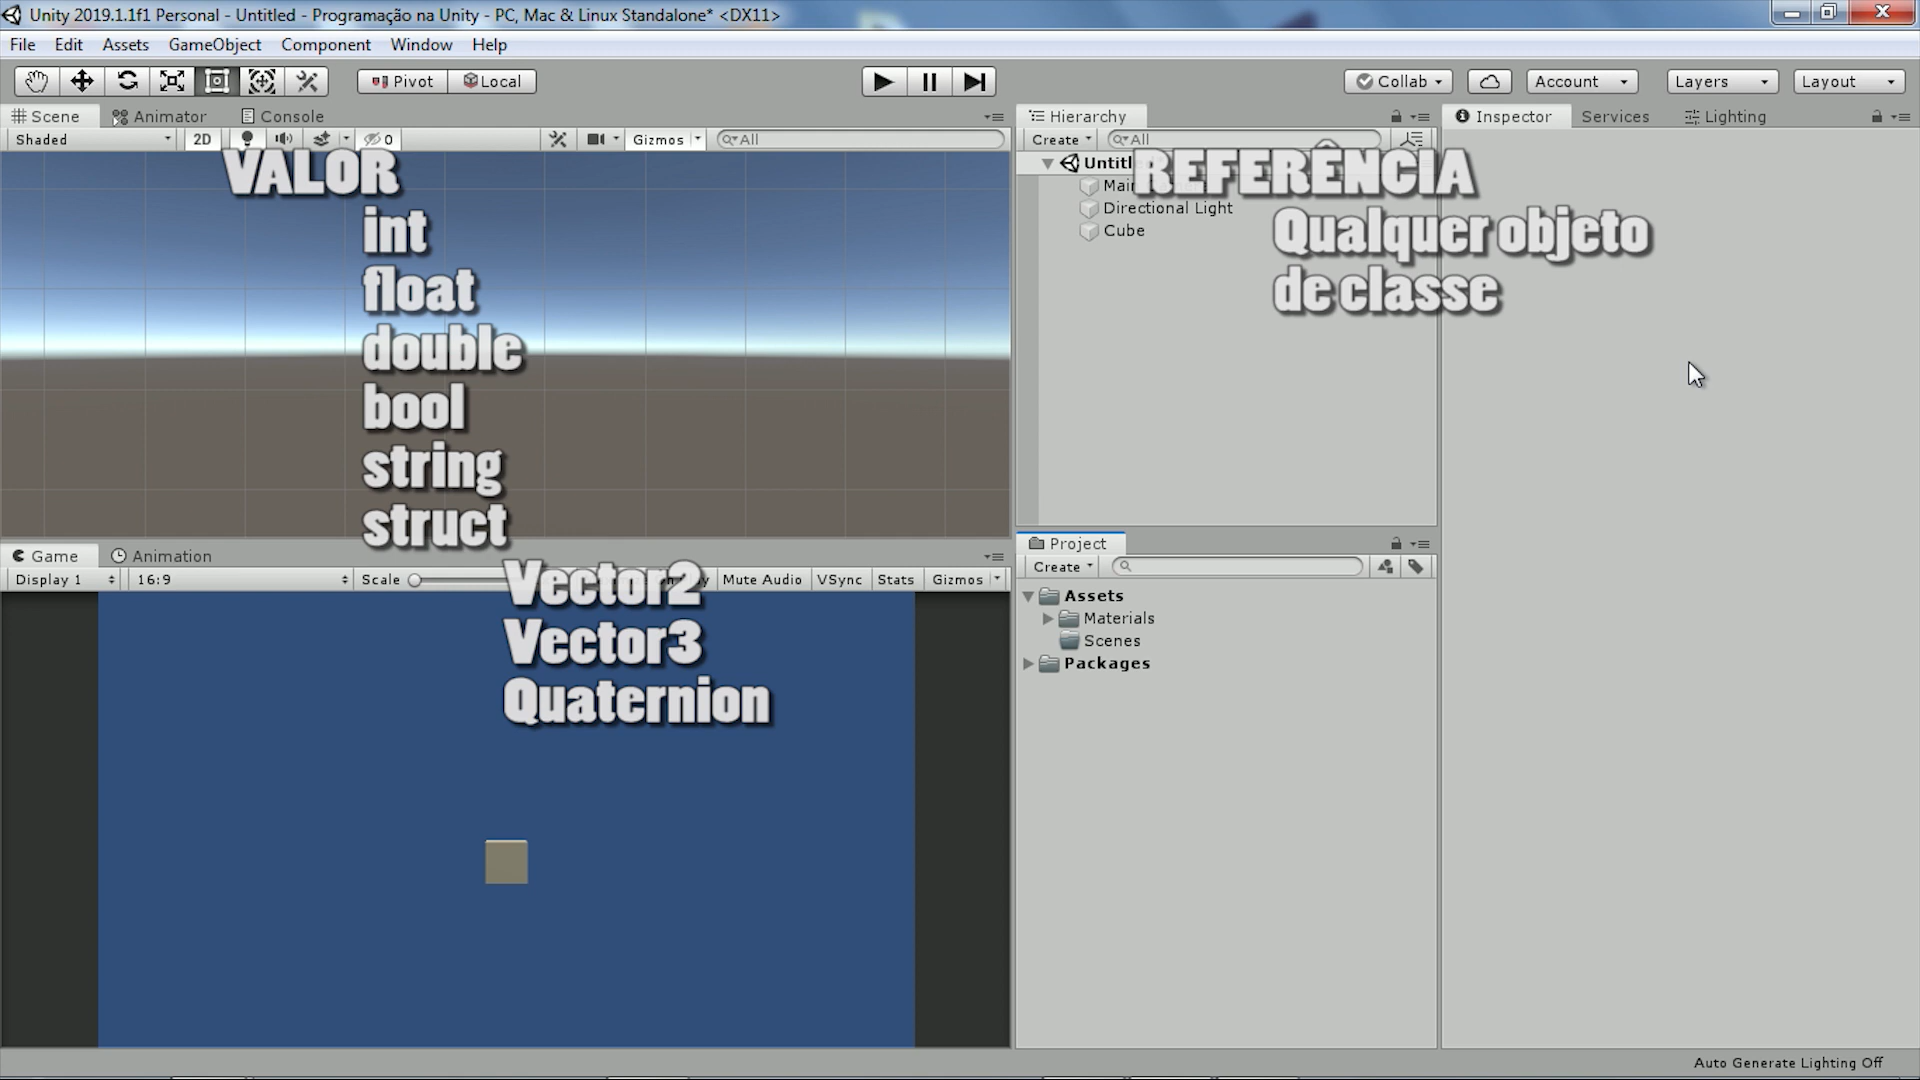 Unity 2019.1.1f1 Personal - Untitled - Programação na Unity - PC, Mac & Linux Standalone* <DX11>
File Edit Assets GameObject Component Window Help
Pivot Local Collab Account Layers Layout
Scene Animator Console
Shaded 2D 0 Gizmos All
VALOR
int
float
double
bool
string
struct
Vector2
Vector3
Quaternion
Game Animation
Display 1 16:9 Scale Mute Audio VSync Stats Gizmos
Hierarchy
Create All
Main
Directional Light
Cube
REFERÊNCIA
Qualquer objeto
de classe
Project
Create
Assets
Materials
Scenes
Packages
Inspector Services Lighting
Auto Generate Lighting Off